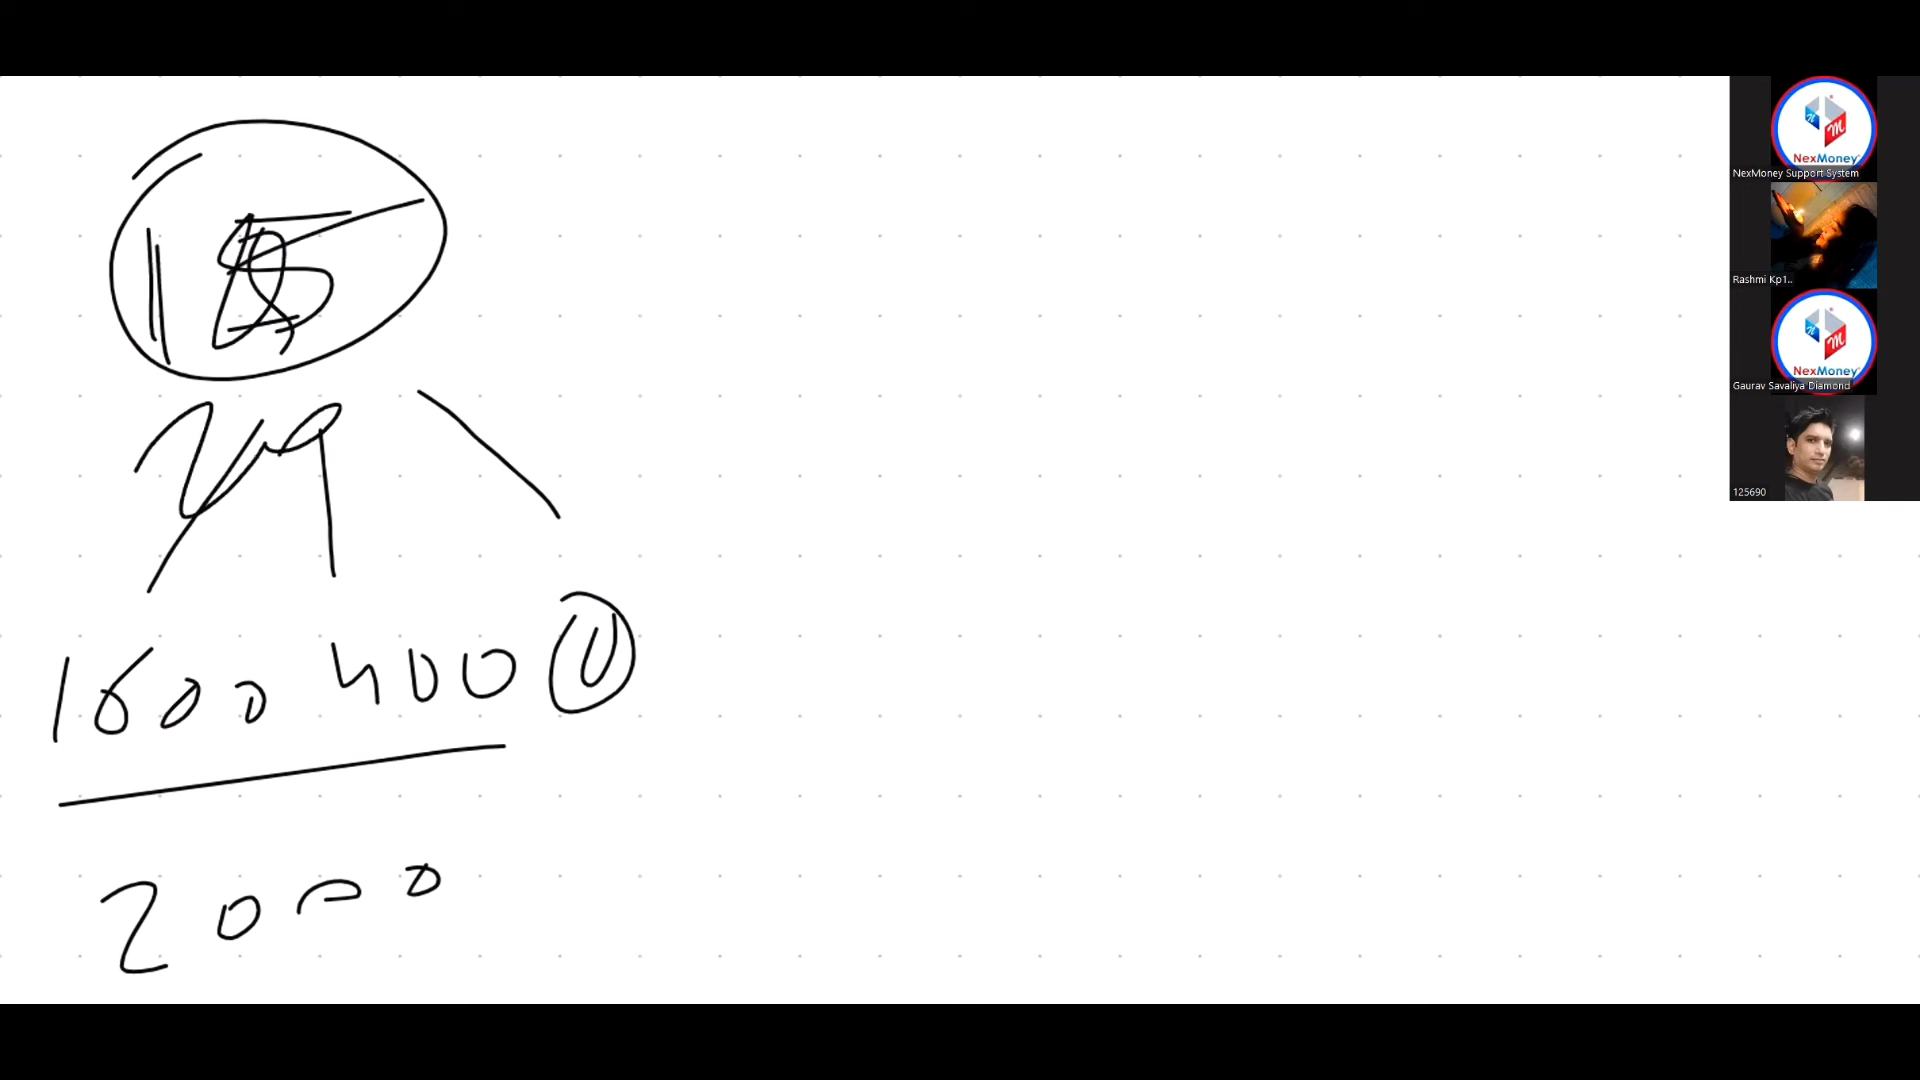 1600 400
2000
NexMoney
NexMoney Support System
Rashmi Kp1..
NexMoney
Gaurav Savaliya Diamond
125690